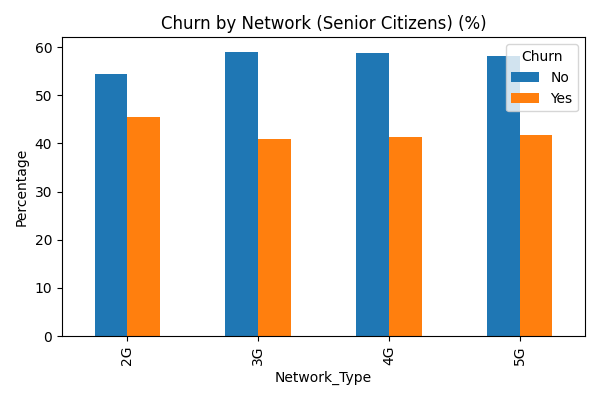 Churn by Network (Senior Citizens) (%)
Churn
No
Yes
Percentage
60
50
40
30
20
10
0
2G
3G
4G
5G
Network_Type